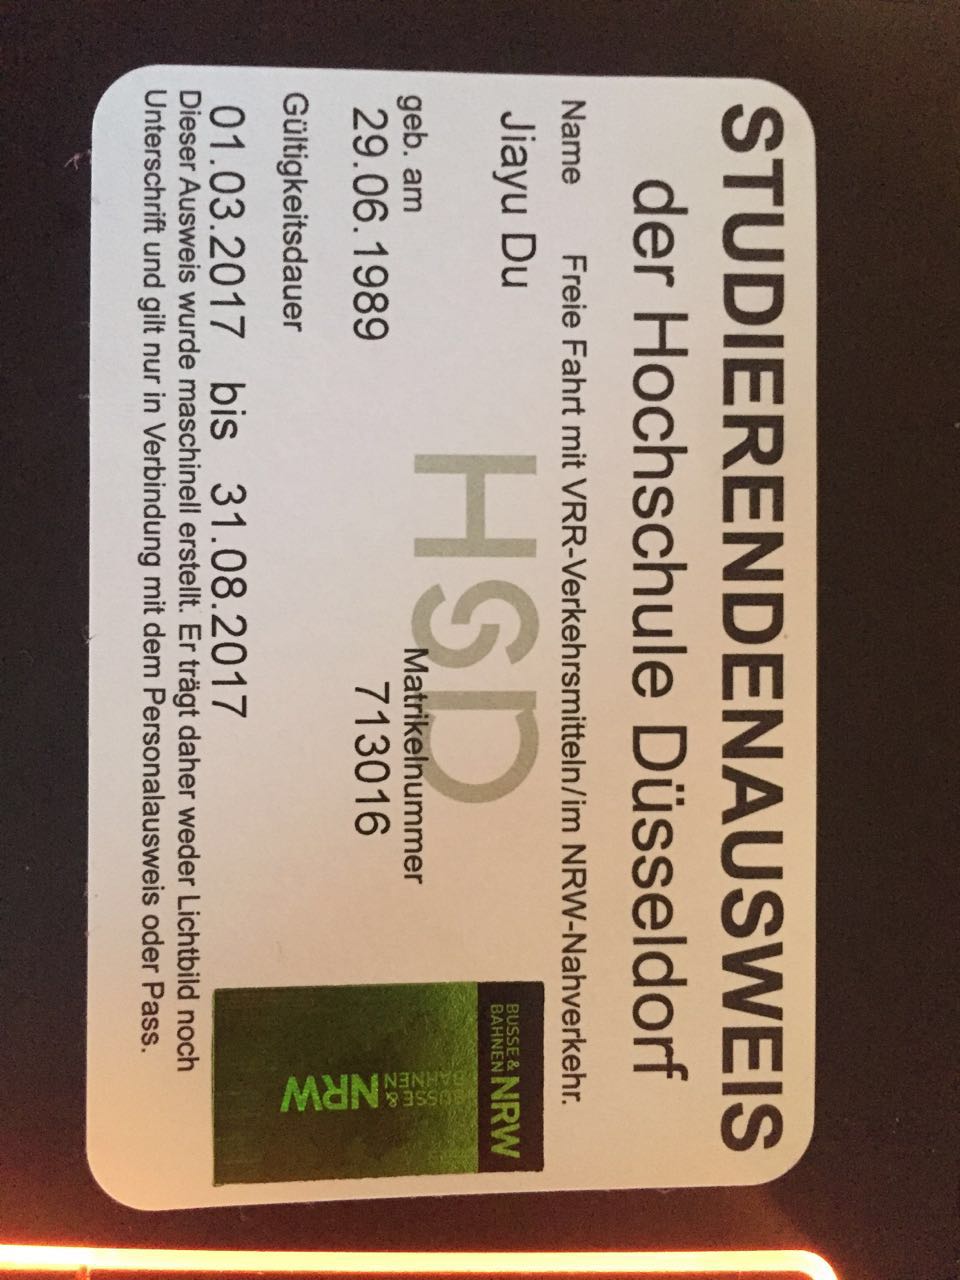 STUDIERENDENAUSWEIS
der Hochschule Düsseldorf
Name Freie Fahrt mit VRR-Verkehrsmitteln/im NRW-Nahverkehr.
Jiayu Du
HSD
geb. am Matrikelnummer
29.06.1989 713016
Gültigkeitsdauer
01.03.2017 bis 31.08.2017
Dieser Ausweis wurde maschinell erstellt. Er trägt daher weder Lichtbild noch
Unterschrift und gilt nur in Verbindung mit dem Personalausweis oder Pass.
BUSSE &
BAHNEN NRW
BUSSE &
BAHNEN NRW